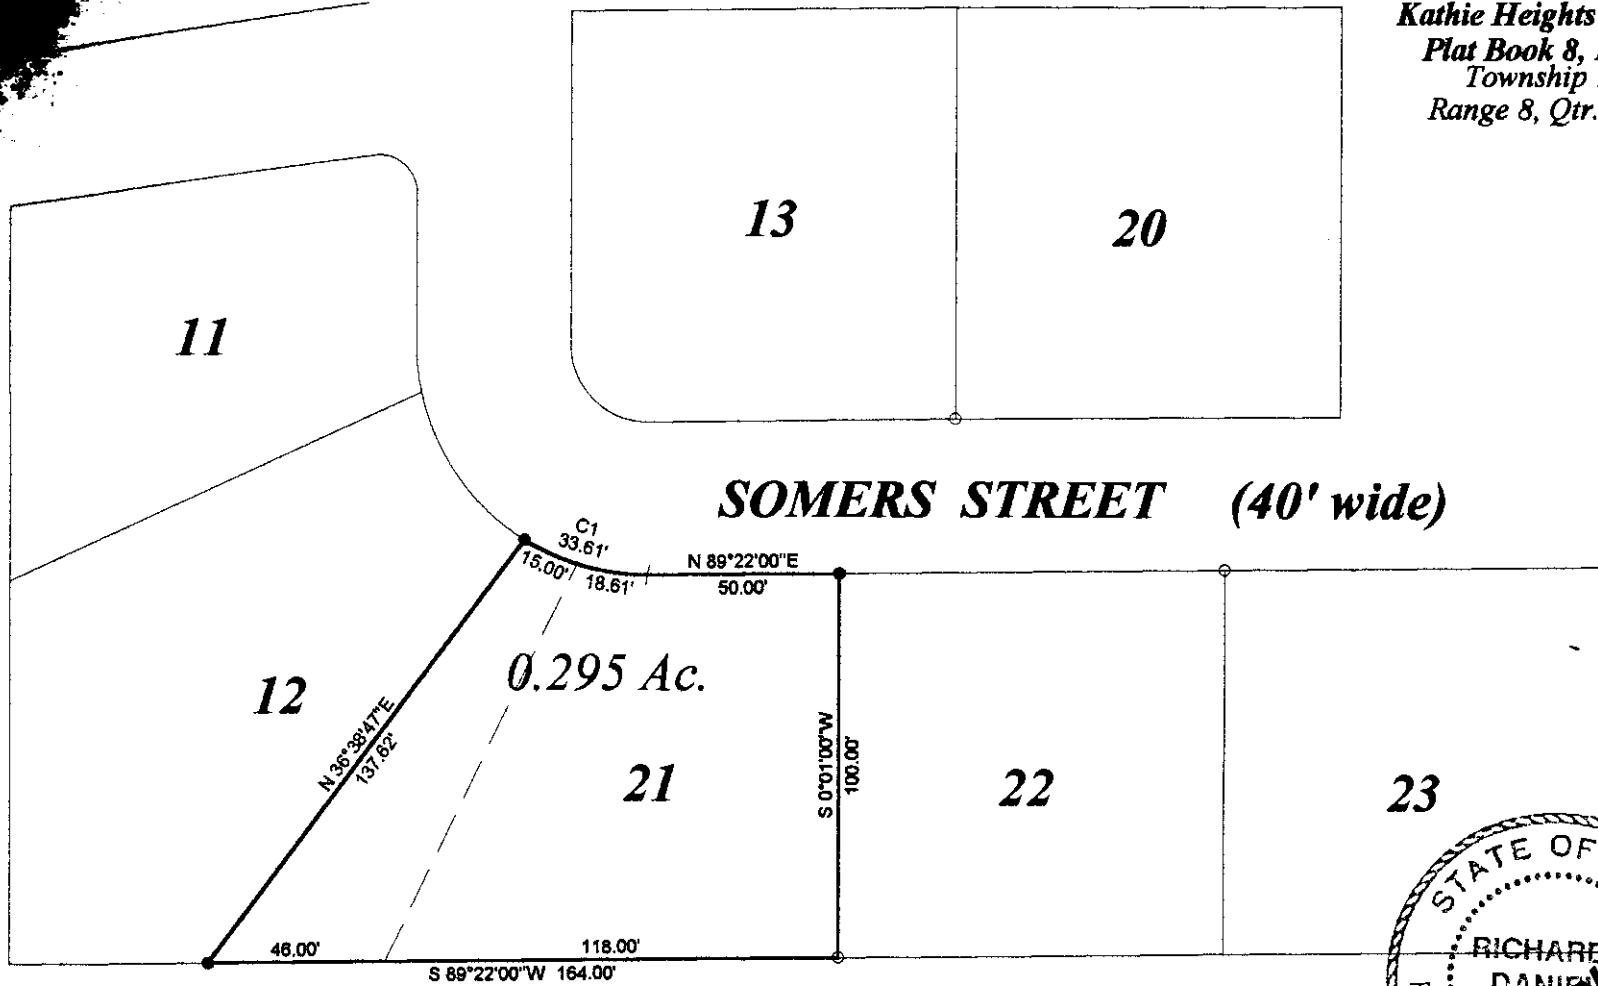 Kathie Heights
Plat Book 8,
Township
Range 8, Qtr.
13
20
11
SOMERS STREET (40' wide)
C1
33.61'
15.00'
18.61'
N 89°22'00"E
50.00'
0.295 Ac.
12
N 36°38'47"E
137.62'
21
S 0°01'00"W
100.00'
22
23
STATE OF
RICHARD
46.00'
118.00'
S 89°22'00"W 164.00'